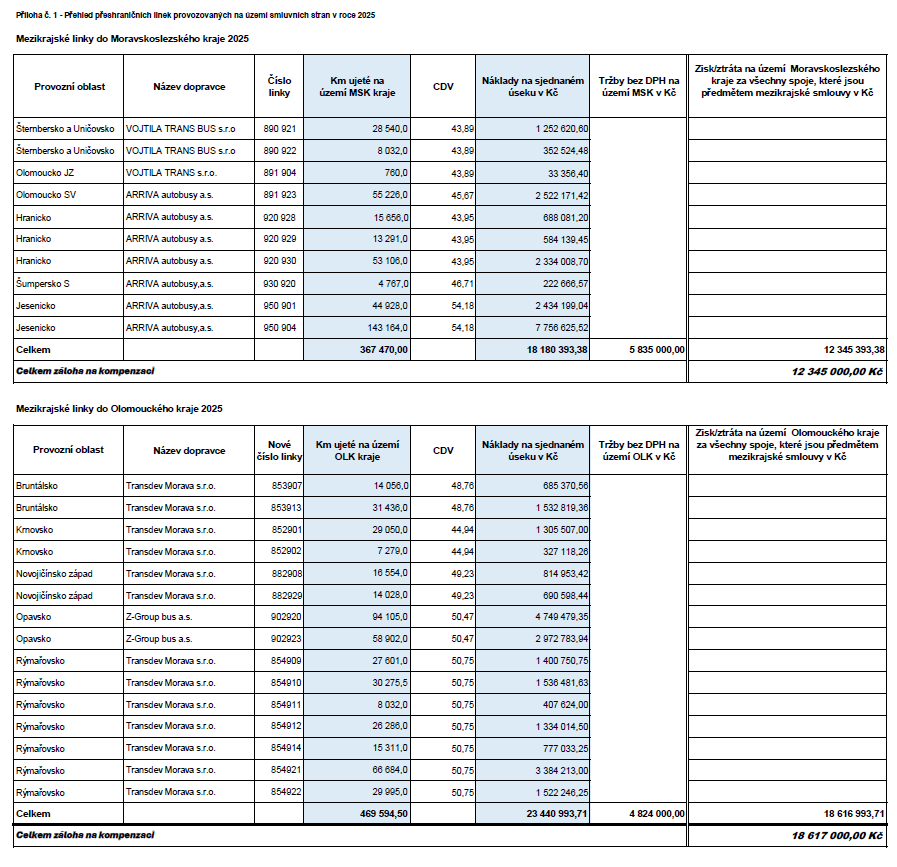 Příloha č. 1 - Přehled přeshraničních linek provozovaných na území smluvních stran v roce 2025
Mezikrajské linky do Moravskoslezského kraje 2025
Provozní oblast Název dopravce Číslo linky Km ujeté na území MSK kraje CDV Náklady na sjednaném úseku v Kč Tržby bez DPH na území MSK v Kč Zisk/ztráta na území Moravskoslezského kraje za všechny spoje, které jsou předmětem mezikrajské smlouvy v Kč
Šternbersko a Uničovsko VOJTILA TRANS BUS s.r.o 890 921 28 540,0 43,89 1 252 620,60
Šternbersko a Uničovsko VOJTILA TRANS BUS s.r.o 890 922 8 032,0 43,89 352 524,48
Olomoucko JZ VOJTILA TRANS s.r.o. 891 904 760,0 43,89 33 356,40
Olomoucko SV ARRIVA autobusy a.s. 891 923 55 226,0 45,67 2 522 171,42
Hranicko ARRIVA autobusy a.s. 920 928 15 656,0 43,95 688 081,20
Hranicko ARRIVA autobusy a.s. 920 929 13 291,0 43,95 584 139,45
Hranicko ARRIVA autobusy a.s. 920 930 53 106,0 43,95 2 334 008,70
Šumpersko S ARRIVA autobusy a.s. 930 920 4 767,0 46,71 222 666,57
Jesenicko ARRIVA autobusy,a.s. 950 901 44 928,0 54,18 2 434 199,04
Jesenicko ARRIVA autobusy,a.s. 950 904 143 164,0 54,18 7 756 625,52
Celkem 367 470,00 18 180 393,38 5 835 000,00 12 345 393,38
Celkem záloha na kompenzaci 12 345 000,00 Kč
Mezikrajské linky do Olomouckého kraje 2025
Provozní oblast Název dopravce Nové číslo linky Km ujeté na území OLK kraje CDV Náklady na sjednaném úseku v Kč Tržby bez DPH na území OLK v Kč Zisk/ztráta na území Olomouckého kraje za všechny spoje, které jsou předmětem mezikrajské smlouvy v Kč
Bruntálsko Transdev Morava s.r.o. 853907 14 056,0 48,76 685 370,56
Bruntálsko Transdev Morava s.r.o. 853913 31 436,0 48,76 1 532 819,36
Krnovsko Transdev Morava s.r.o. 852901 29 050,0 44,94 1 305 507,00
Krnovsko Transdev Morava s.r.o. 852902 7 279,0 44,94 327 118,26
Novojičínsko západ Transdev Morava s.r.o. 882908 16 554,0 49,23 814 953,42
Novojičínsko západ Transdev Morava s.r.o. 882929 14 028,0 49,23 690 598,44
Opavsko Z-Group bus a.s. 902920 94 105,0 50,47 4 749 479,35
Opavsko Z-Group bus a.s. 902923 58 902,0 50,47 2 972 783,94
Rýmařovsko Transdev Morava s.r.o. 854909 27 601,0 50,75 1 400 750,75
Rýmařovsko Transdev Morava s.r.o. 854910 30 275,5 50,75 1 536 481,63
Rýmařovsko Transdev Morava s.r.o. 854911 8 032,0 50,75 407 624,00
Rýmařovsko Transdev Morava s.r.o. 854912 26 286,0 50,75 1 334 014,50
Rýmařovsko Transdev Morava s.r.o. 854914 15 311,0 50,75 777 033,25
Rýmařovsko Transdev Morava s.r.o. 854921 66 684,0 50,75 3 384 213,00
Rýmařovsko Transdev Morava s.r.o. 854922 29 995,0 50,75 1 522 246,25
Celkem 469 594,50 23 440 993,71 4 824 000,00 18 616 993,71
Celkem záloha na kompenzaci 18 617 000,00 Kč